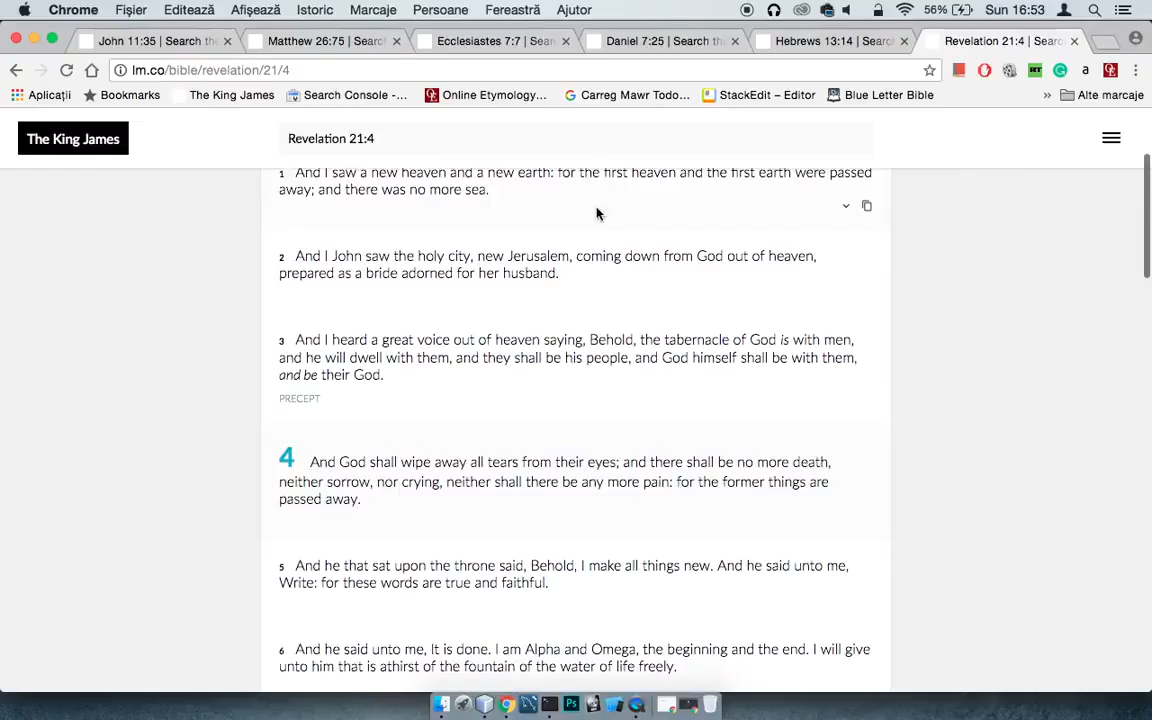 Chrome Fișier Editează Afișează Istoric Marcaje Persoane Fereastră Ajutor 56% Sun 16:53
John 11:35 | Search the Matthew 26:75 | Search Ecclesiastes 7:7 | Search Daniel 7:25 | Search the Hebrews 13:14 | Search Revelation 21:4 | Search
lm.co/bible/revelation/21/4
Aplicații Bookmarks The King James Search Console -... Online Etymology... Carreg Mawr Todo... StackEdit – Editor Blue Letter Bible » Alte marcaje
The King James Revelation 21:4
1 And I saw a new heaven and a new earth: for the first heaven and the first earth were passed
away; and there was no more sea.
2 And I John saw the holy city, new Jerusalem, coming down from God out of heaven,
prepared as a bride adorned for her husband.
3 And I heard a great voice out of heaven saying, Behold, the tabernacle of God is with men,
and he will dwell with them, and they shall be his people, and God himself shall be with them,
and be their God.
PRECEPT
4 And God shall wipe away all tears from their eyes; and there shall be no more death,
neither sorrow, nor crying, neither shall there be any more pain: for the former things are
passed away.
5 And he that sat upon the throne said, Behold, I make all things new. And he said unto me,
Write: for these words are true and faithful.
6 And he said unto me, It is done. I am Alpha and Omega, the beginning and the end. I will give
unto him that is athirst of the fountain of the water of life freely.